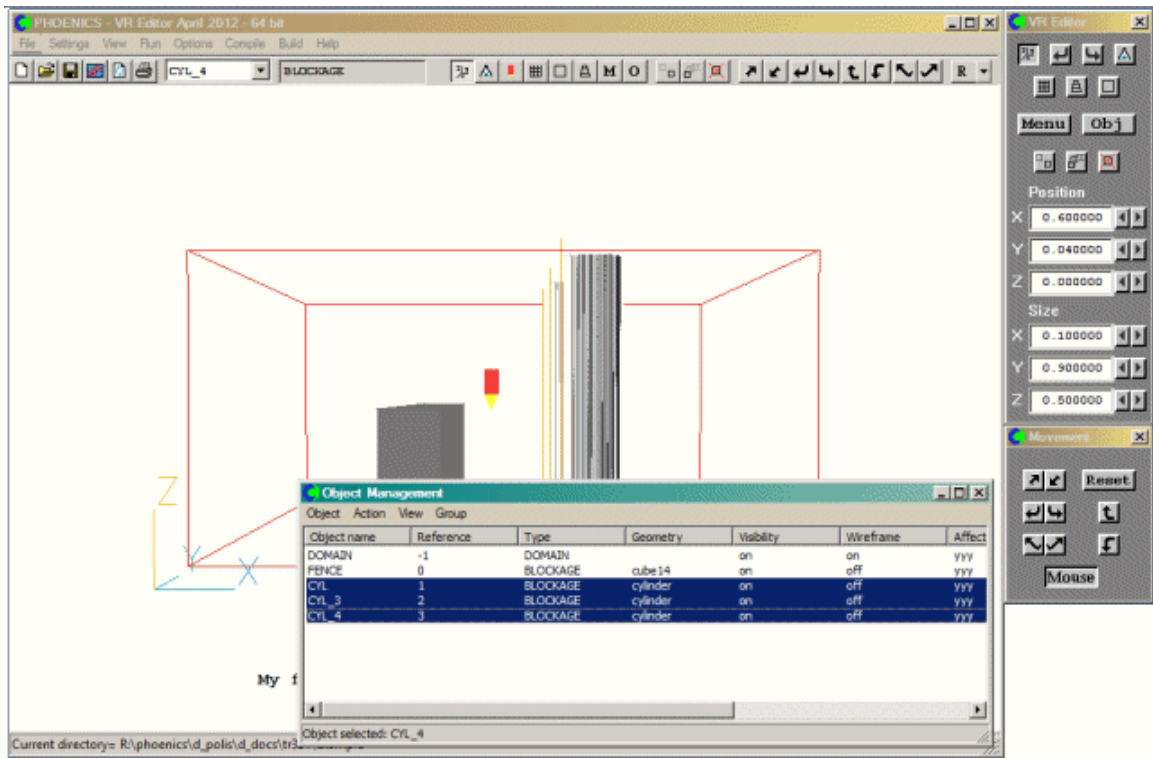 PHOENICS - VR Editor April 2012 - 64 bit
File Settings View Run Options Compile Build Help
CYL_4 BLOCKAGE M O R
Z
Y
X
My f
Object Management
Object Action View Group
Object name Reference Type Geometry Visibility Wireframe Affect
DOMAIN -1 DOMAIN on on yyy
FENCE 0 BLOCKAGE cube14 on off yyy
CYL 1 BLOCKAGE cylinder on off yyy
CYL_3 2 BLOCKAGE cylinder on off yyy
CYL_4 3 BLOCKAGE cylinder on off yyy
Object selected: CYL_4
Current directory= R:\phoenics\d_polis\d_docs\
VR Editor
Menu Obj
Position
X 0.600000
Y 0.040000
Z 0.000000
Size
X 0.100000
Y 0.900000
Z 0.500000
Movement
Reset
Mouse